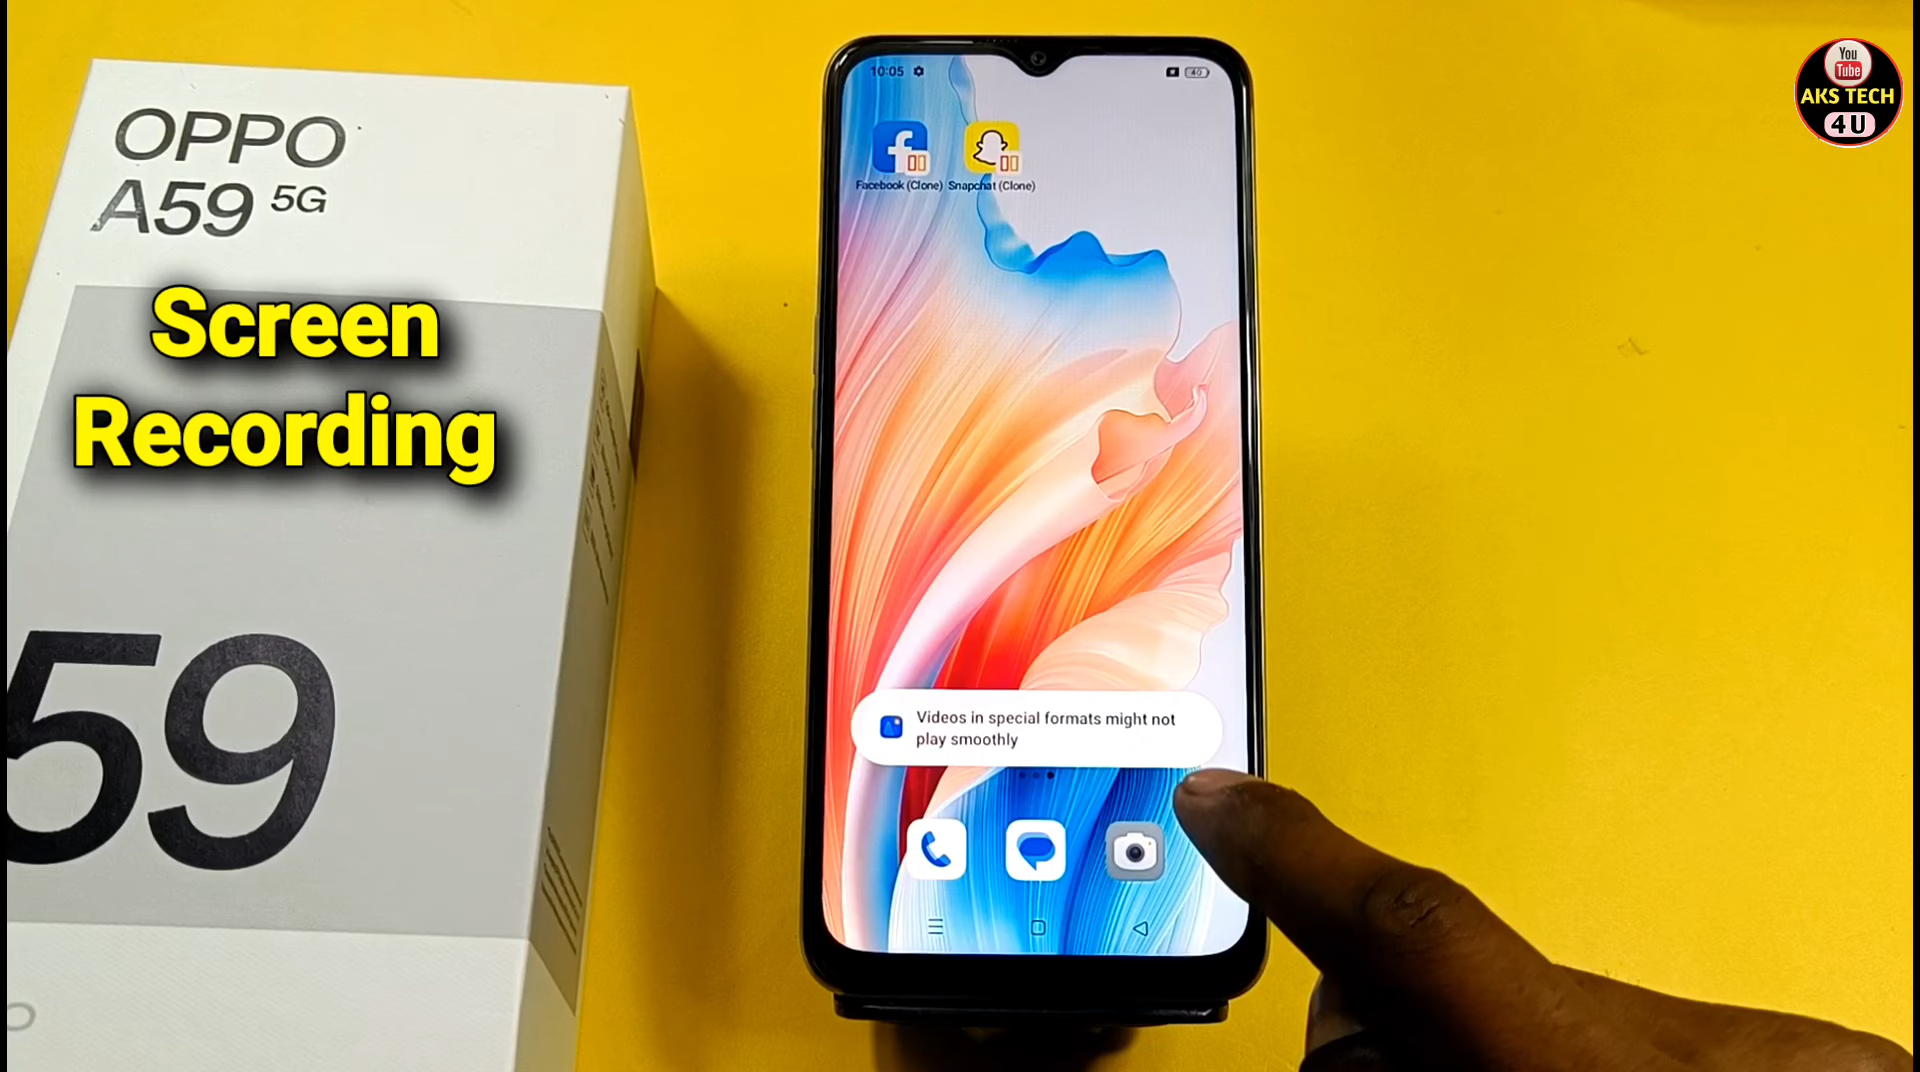 OPPO
A59 5G
Screen
Recording
59
10:05
40
Facebook (Clone)
Snapchat (Clone)
Videos in special formats might not
play smoothly
You
Tube
AKS TECH
4U